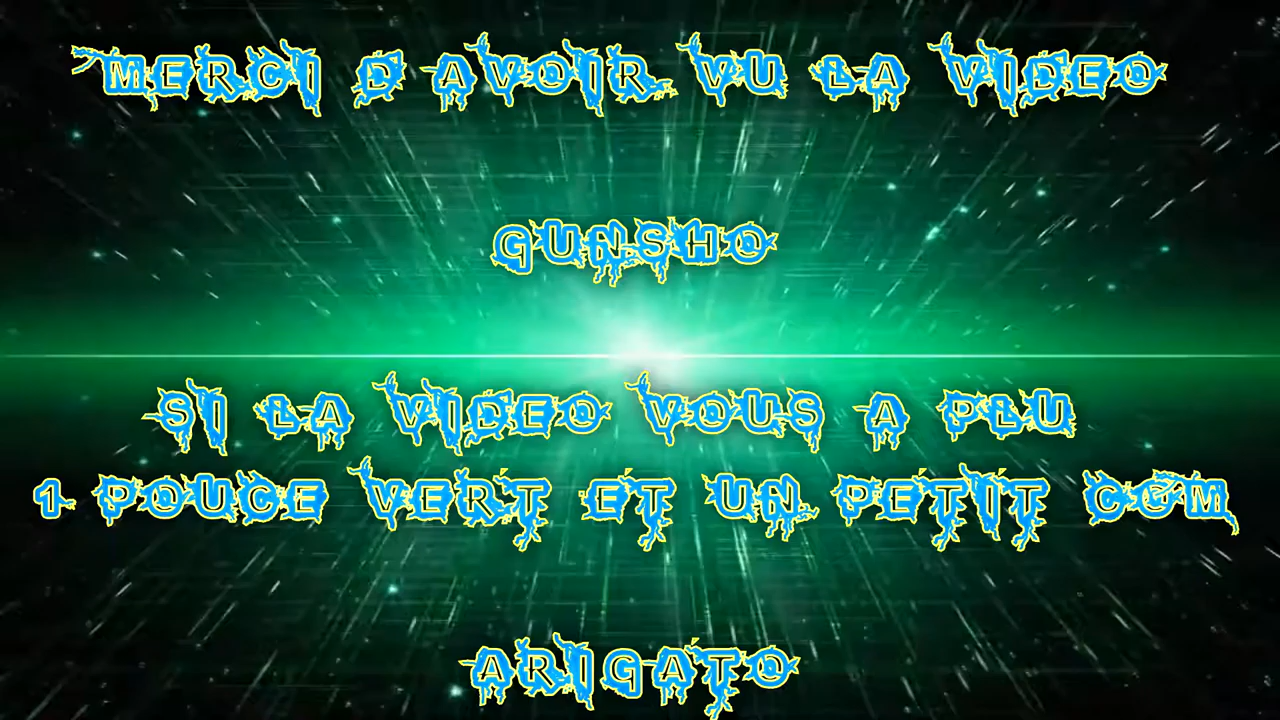 MERCI D AVOIR VU LA VIDEO
GUNSHO
SI LA VIDEO VOUS A PLU
1 POUCE VERT ET UN PETIT COM
ARIGATO